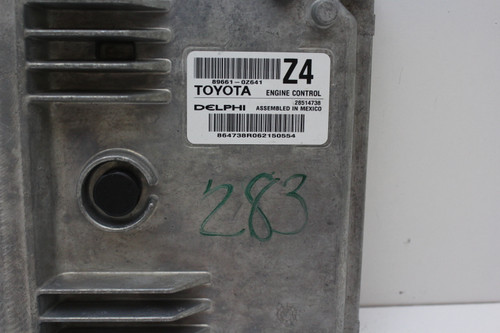 89661-0Z641
Z4
TOYOTA
ENGINE CONTROL
28514738
DELPHI
ASSEMBLED IN MEXICO
864738R062150554
283